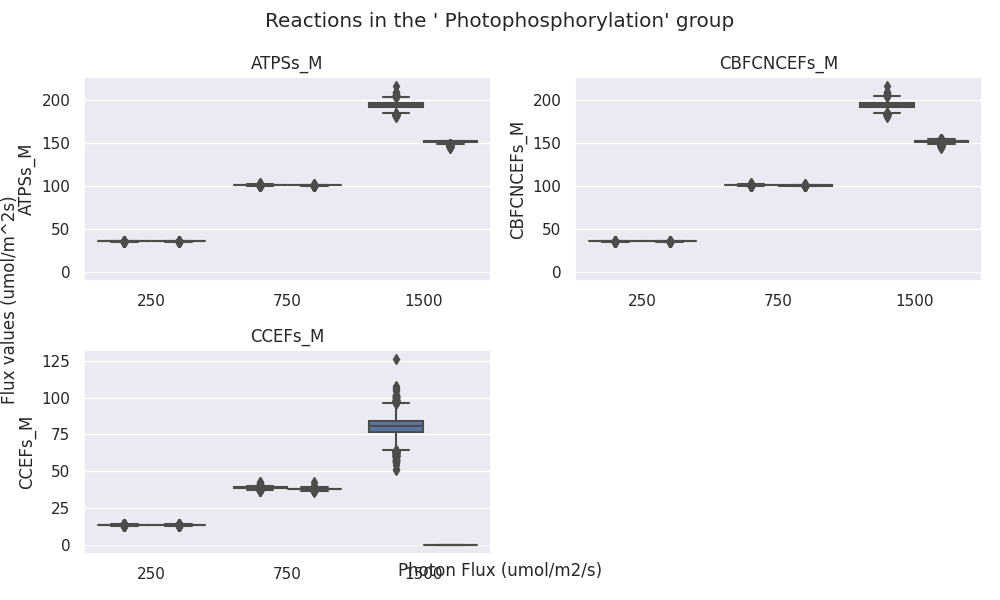 Reactions in the ' Photophosphorylation' group
ATPSs_M
CBFCNCEFs_M
200
150
100
50
0
ATPSs_M
250
750
1500
200
150
100
50
0
CBFCNCEFs_M
250
750
1500
Flux values (umol/m^2s)
CCEFs_M
125
100
75
50
25
0
CCEFs_M
250
750
1500
Photon Flux (umol/m2/s)